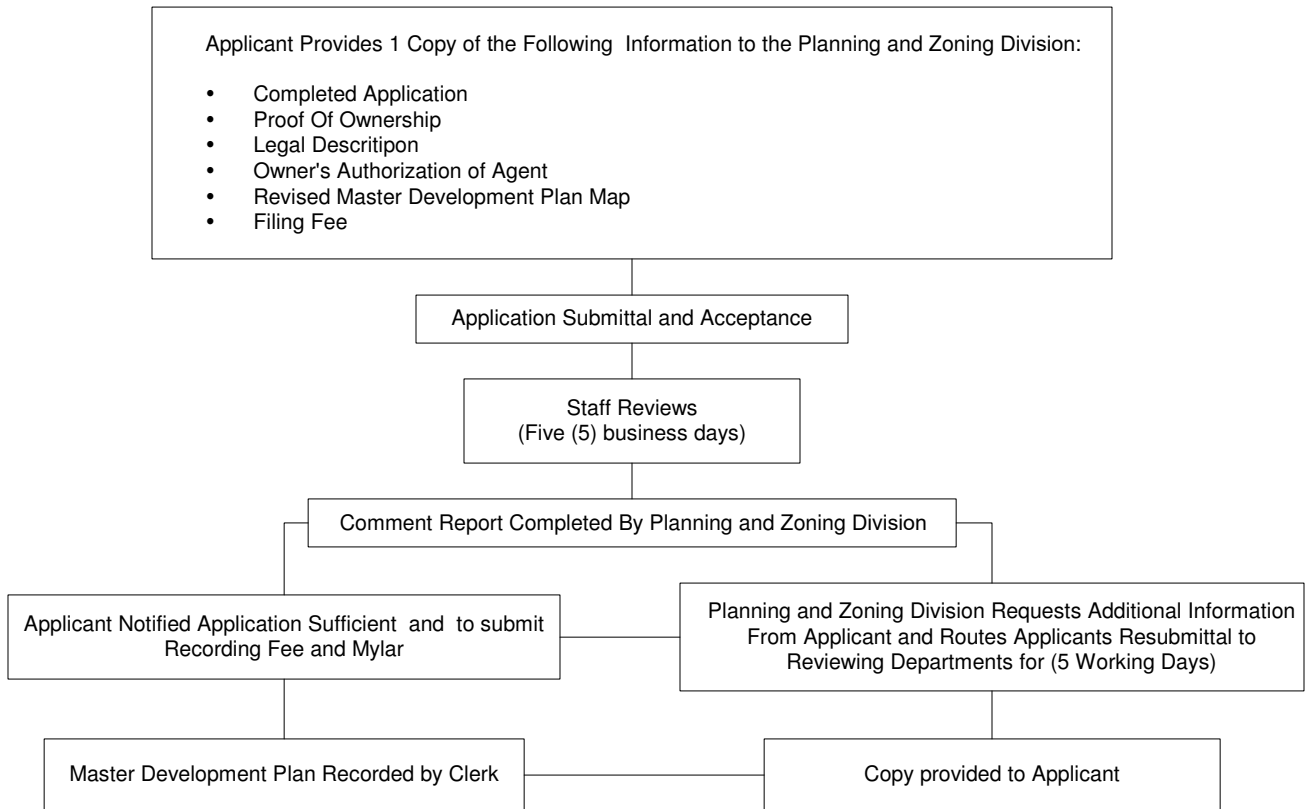 Applicant Provides 1 Copy of the Following Information to the Planning and Zoning Division:
• Completed Application
• Proof Of Ownership
• Legal Descritipon
• Owner's Authorization of Agent
• Revised Master Development Plan Map
• Filing Fee
Application Submittal and Acceptance
Staff Reviews
(Five (5) business days)
Comment Report Completed By Planning and Zoning Division
Applicant Notified Application Sufficient and to submit
Recording Fee and Mylar
Planning and Zoning Division Requests Additional Information
From Applicant and Routes Applicants Resubmittal to
Reviewing Departments for (5 Working Days)
Master Development Plan Recorded by Clerk
Copy provided to Applicant